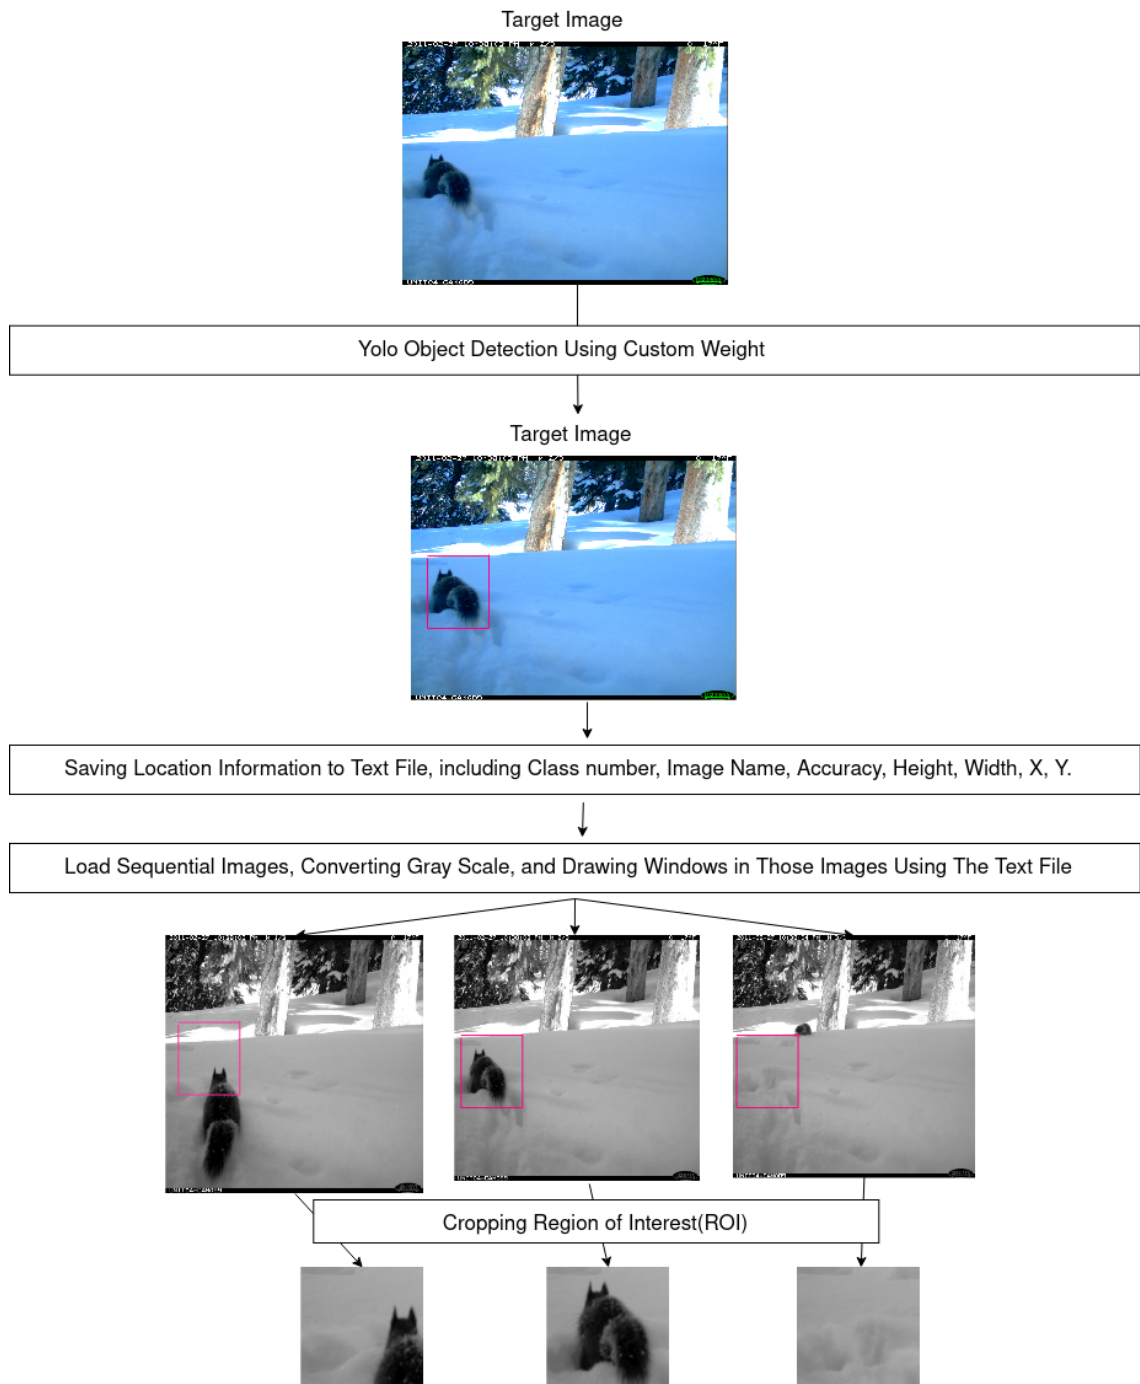 Target Image
Yolo Object Detection Using Custom Weight
Target Image
Saving Location Information to Text File, including Class number, Image Name, Accuracy, Height, Width, X, Y.
Load Sequential Images, Converting Gray Scale, and Drawing Windows in Those Images Using The Text File
Cropping Region of Interest(ROI)